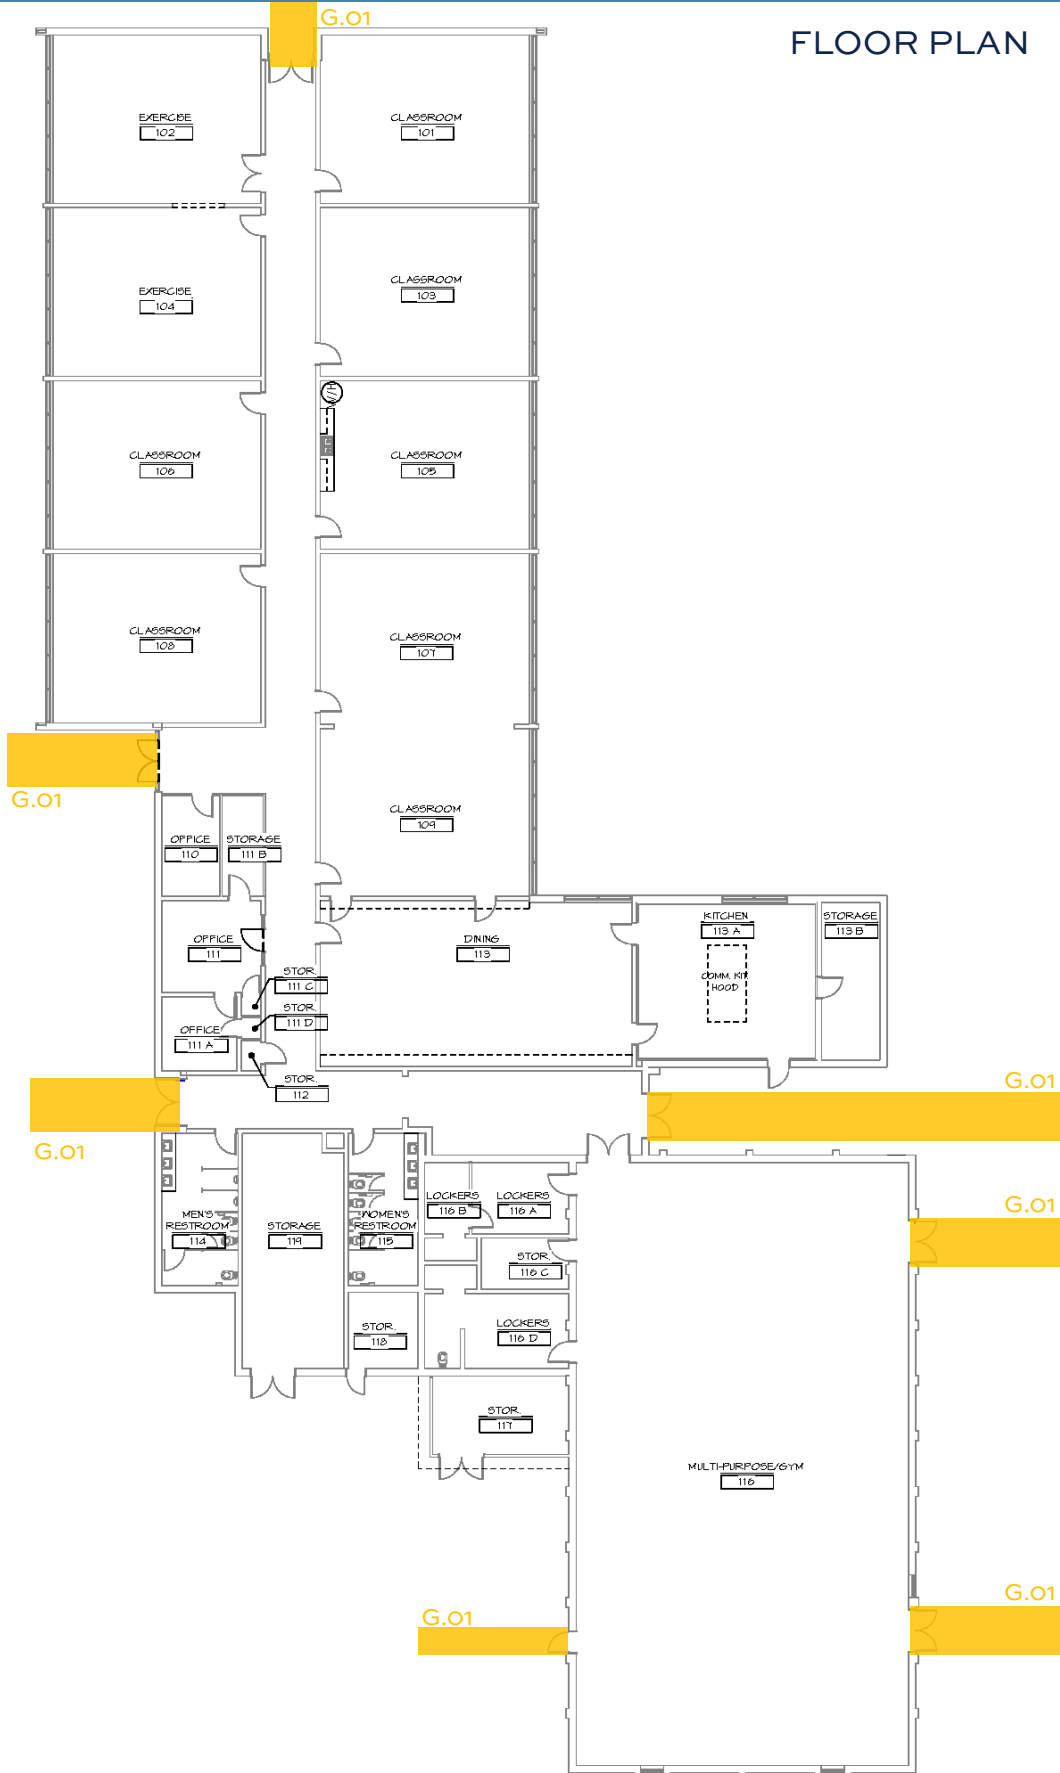 G.01
FLOOR PLAN
EXERCISE
102
CLASSROOM
101
EXERCISE
104
CLASSROOM
103
W/H
CLASSROOM
106
CLASSROOM
105
CLASSROOM
108
CLASSROOM
107
G.01
CLASSROOM
109
OFFICE
110
STORAGE
111 B
OFFICE
111
DINING
113
KITCHEN
113 A
STORAGE
113 B
COMM. KIT.
HOOD
STOR.
111 C
STOR.
111 D
OFFICE
111 A
STOR.
112
G.01
G.01
MEN'S
RESTROOM
114
STORAGE
119
WOMEN'S
RESTROOM
115
LOCKERS
116 B
LOCKERS
116 A
G.01
STOR.
116 C
STOR.
118
LOCKERS
116 D
STOR.
117
MULTI-PURPOSE/GYM
116
G.01
G.01